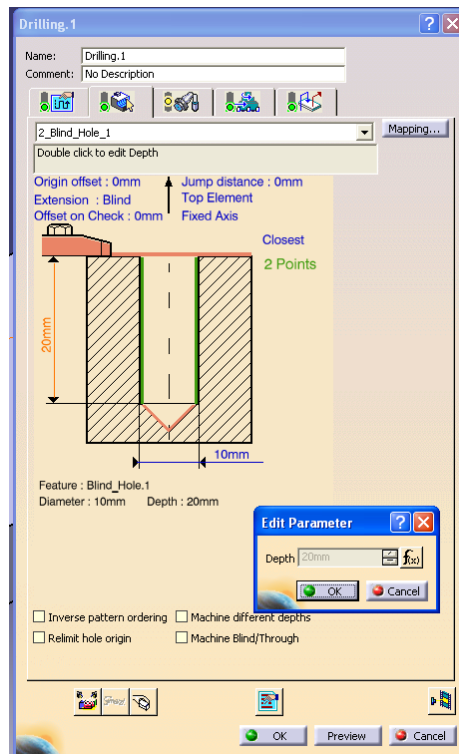 Drilling.1
Name: Drilling.1
Comment: No Description
2_Blind_Hole_1
Mapping...
Double click to edit Depth
Origin offset : 0mm Jump distance : 0mm
Extension : Blind Top Element
Offset on Check : 0mm Fixed Axis
Closest
2 Points
20mm
10mm
Feature : Blind_Hole.1
Diameter : 10mm Depth : 20mm
Edit Parameter
Depth 20mm f(x)
OK Cancel
Inverse pattern ordering Machine different depths
Relimit hole origin Machine Blind/Through
OK Preview Cancel